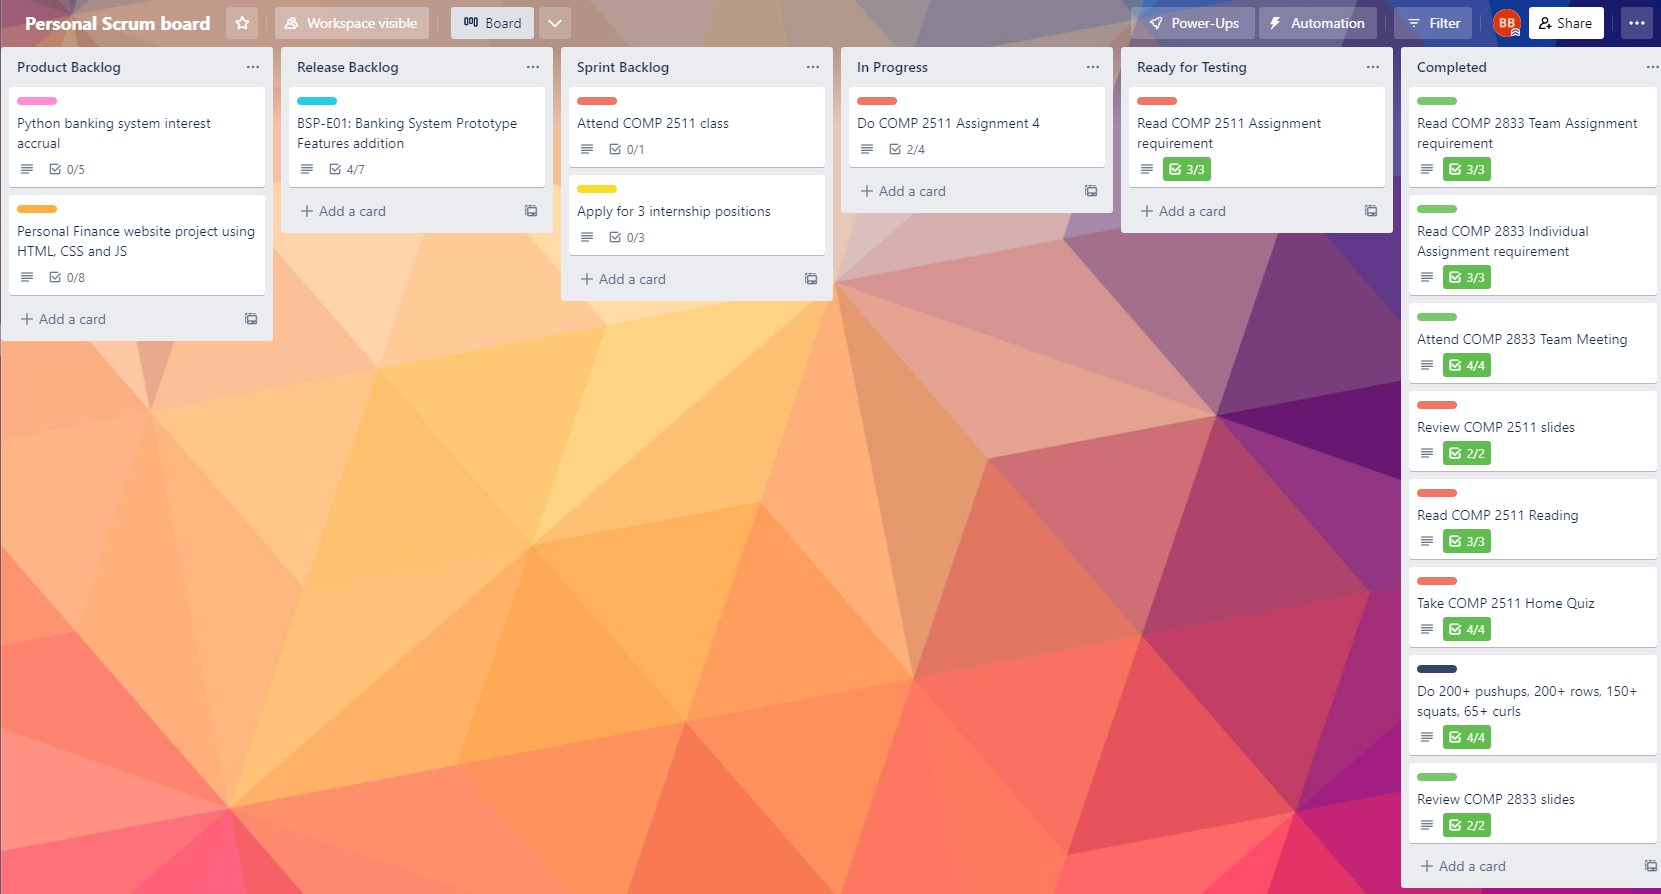 Personal Scrum board
Workspace visible
Board
Power-Ups
Automation
Filter
BB
Share
Product Backlog
Python banking system interest
accrual
0/5
Personal Finance website project using
HTML, CSS and JS
0/8
Add a card
Release Backlog
BSP-E01: Banking System Prototype
Features addition
4/7
Add a card
Sprint Backlog
Attend COMP 2511 class
0/1
Apply for 3 internship positions
0/3
Add a card
In Progress
Do COMP 2511 Assignment 4
2/4
Add a card
Ready for Testing
Read COMP 2511 Assignment
requirement
3/3
Add a card
Completed
Read COMP 2833 Team Assignment
requirement
3/3
Read COMP 2833 Individual
Assignment requirement
3/3
Attend COMP 2833 Team Meeting
4/4
Review COMP 2511 slides
2/2
Read COMP 2511 Reading
3/3
Take COMP 2511 Home Quiz
4/4
Do 200+ pushups, 200+ rows, 150+
squats, 65+ curls
4/4
Review COMP 2833 slides
2/2
Add a card